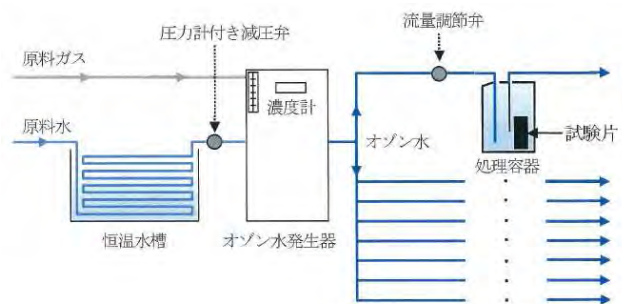 圧力計付き減圧弁
流量調節弁
原料ガス
濃度計
原料水
オゾン水
試験片
処理容器
恒温水槽
オゾン水発生器